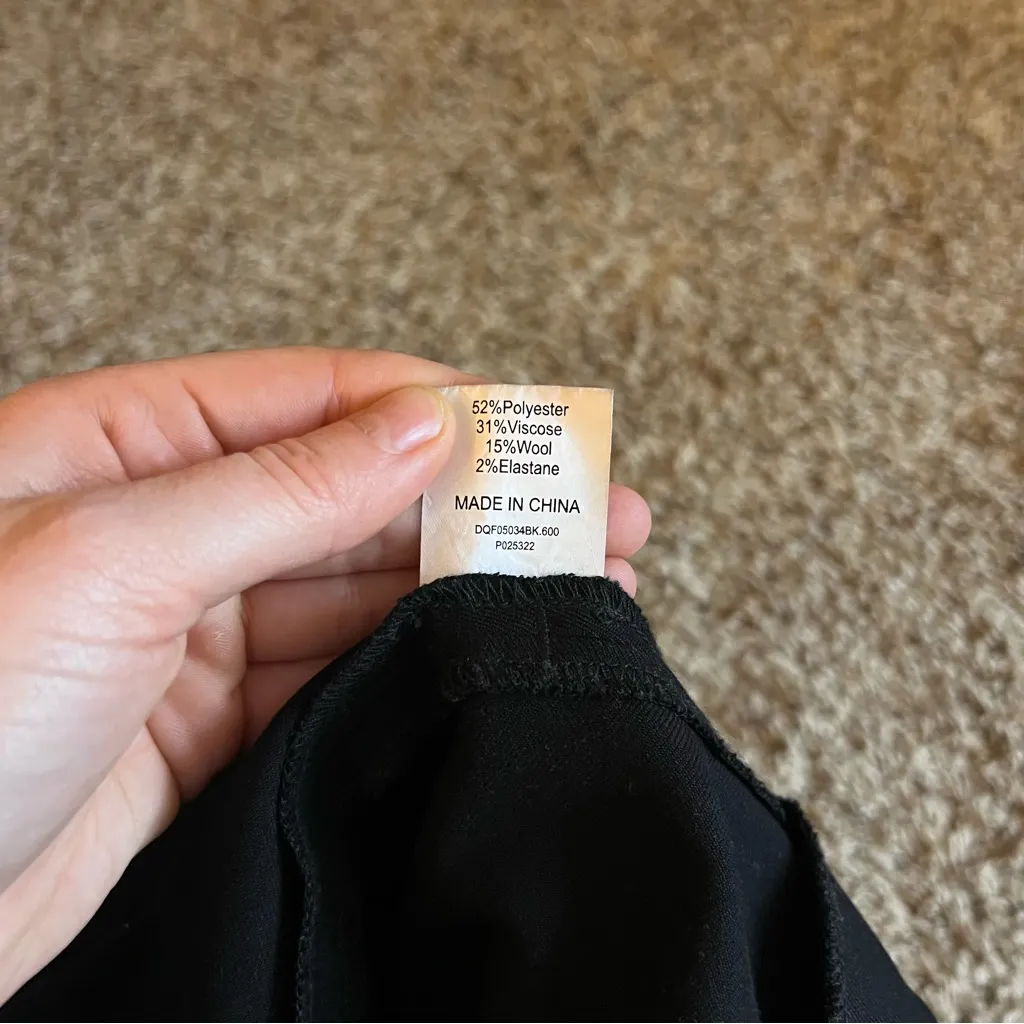 52%Polyester
31%Viscose
15%Wool
2%Elastane
MADE IN CHINA
DQF05034BK.600
P025322